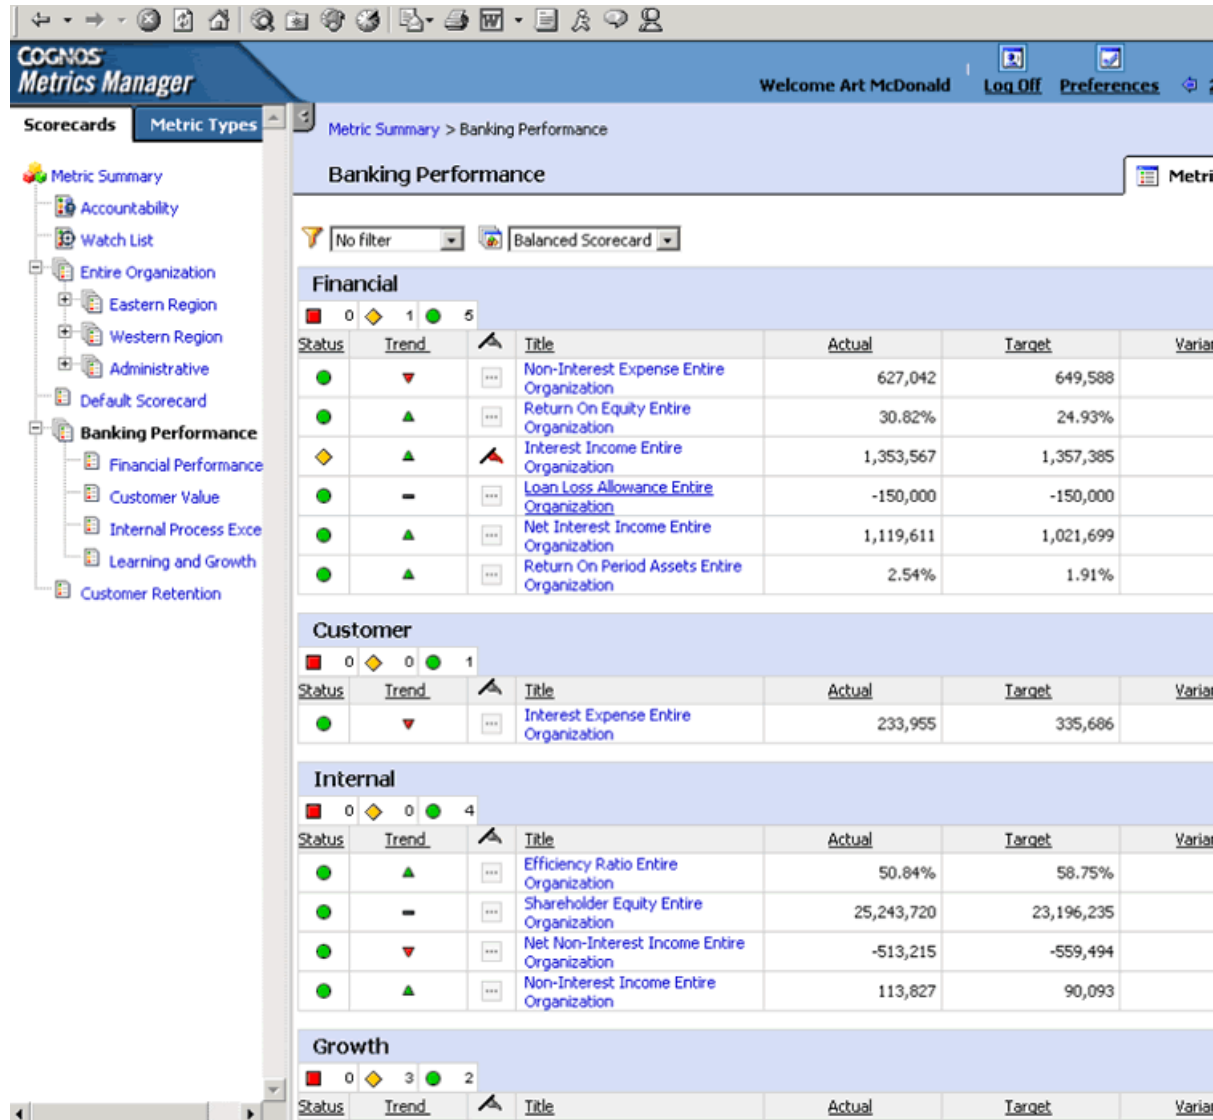 COGNOS
Metrics Manager
Welcome Art McDonald
Log Off
Preferences
Scorecards
Metric Types
Metric Summary
Accountability
Watch List
Entire Organization
Eastern Region
Western Region
Administrative
Default Scorecard
Banking Performance
Financial Performance
Customer Value
Internal Process Exce
Learning and Growth
Customer Retention
Metric Summary > Banking Performance
Banking Performance
Metri
No filter
Balanced Scorecard
Financial
0 1 5
Status Trend Title Actual Target Varian
Non-Interest Expense Entire
Organization
627,042 649,588
Return On Equity Entire
Organization
30.82% 24.93%
Interest Income Entire
Organization
1,353,567 1,357,385
Loan Loss Allowance Entire
Organization
-150,000 -150,000
Net Interest Income Entire
Organization
1,119,611 1,021,699
Return On Period Assets Entire
Organization
2.54% 1.91%
Customer
0 0 1
Status Trend Title Actual Target Varian
Interest Expense Entire
Organization
233,955 335,686
Internal
0 0 4
Status Trend Title Actual Target Varian
Efficiency Ratio Entire
Organization
50.84% 58.75%
Shareholder Equity Entire
Organization
25,243,720 23,196,235
Net Non-Interest Income Entire
Organization
-513,215 -559,494
Non-Interest Income Entire
Organization
113,827 90,093
Growth
0 3 2
Status Trend Title Actual Target Varian